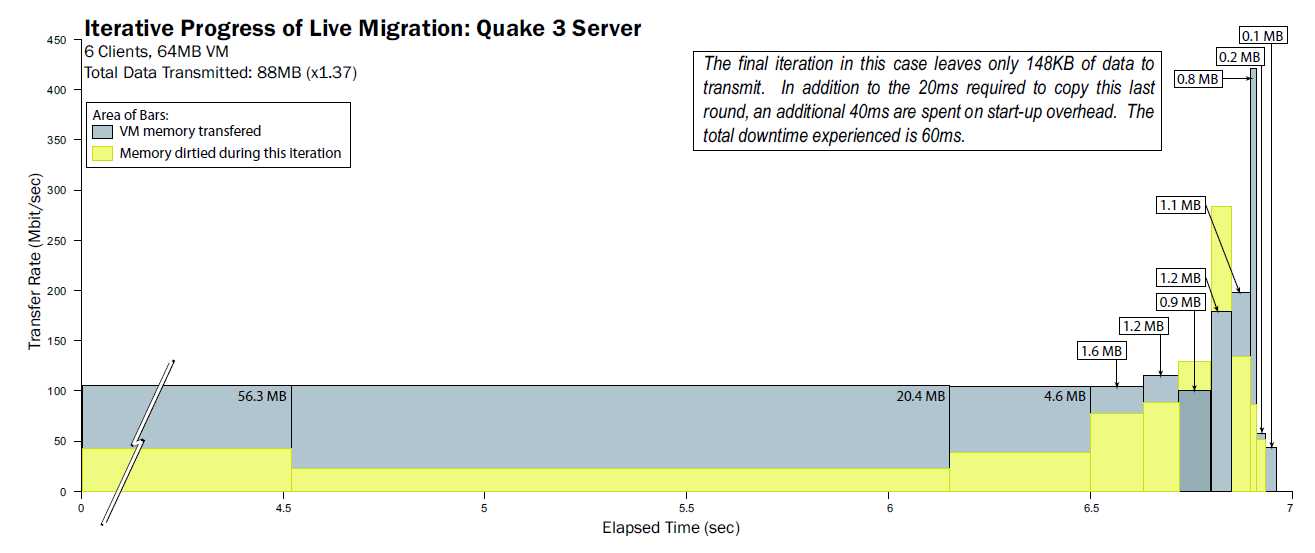 Iterative Progress of Live Migration: Quake 3 Server
6 Clients, 64MB VM
Total Data Transmitted: 88MB (x1.37)
Area of Bars:
VM memory transfered
Memory dirtied during this iteration
The final iteration in this case leaves only 148KB of data to
transmit. In addition to the 20ms required to copy this last
round, an additional 40ms are spent on start-up overhead. The
total downtime experienced is 60ms.
0.1 MB
0.2 MB
0.8 MB
1.1 MB
1.2 MB
0.9 MB
1.2 MB
1.6 MB
56.3 MB
20.4 MB
4.6 MB
Transfer Rate (Mbit/sec)
450
400
350
300
250
200
150
100
50
0
0
4.5
5
5.5
6
6.5
7
Elapsed Time (sec)